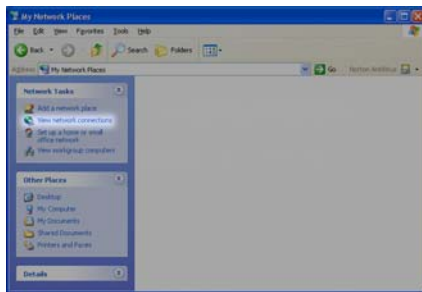 My Network Places
File Edit View Favorites Tools Help
Back Search Folders
Address My Network Places Go Norton AntiVirus
Network Tasks
Add a network place
View network connections
Set up a home or small
office network
View workgroup computers
Other Places
Desktop
My Computer
My Documents
Shared Documents
Printers and Faxes
Details